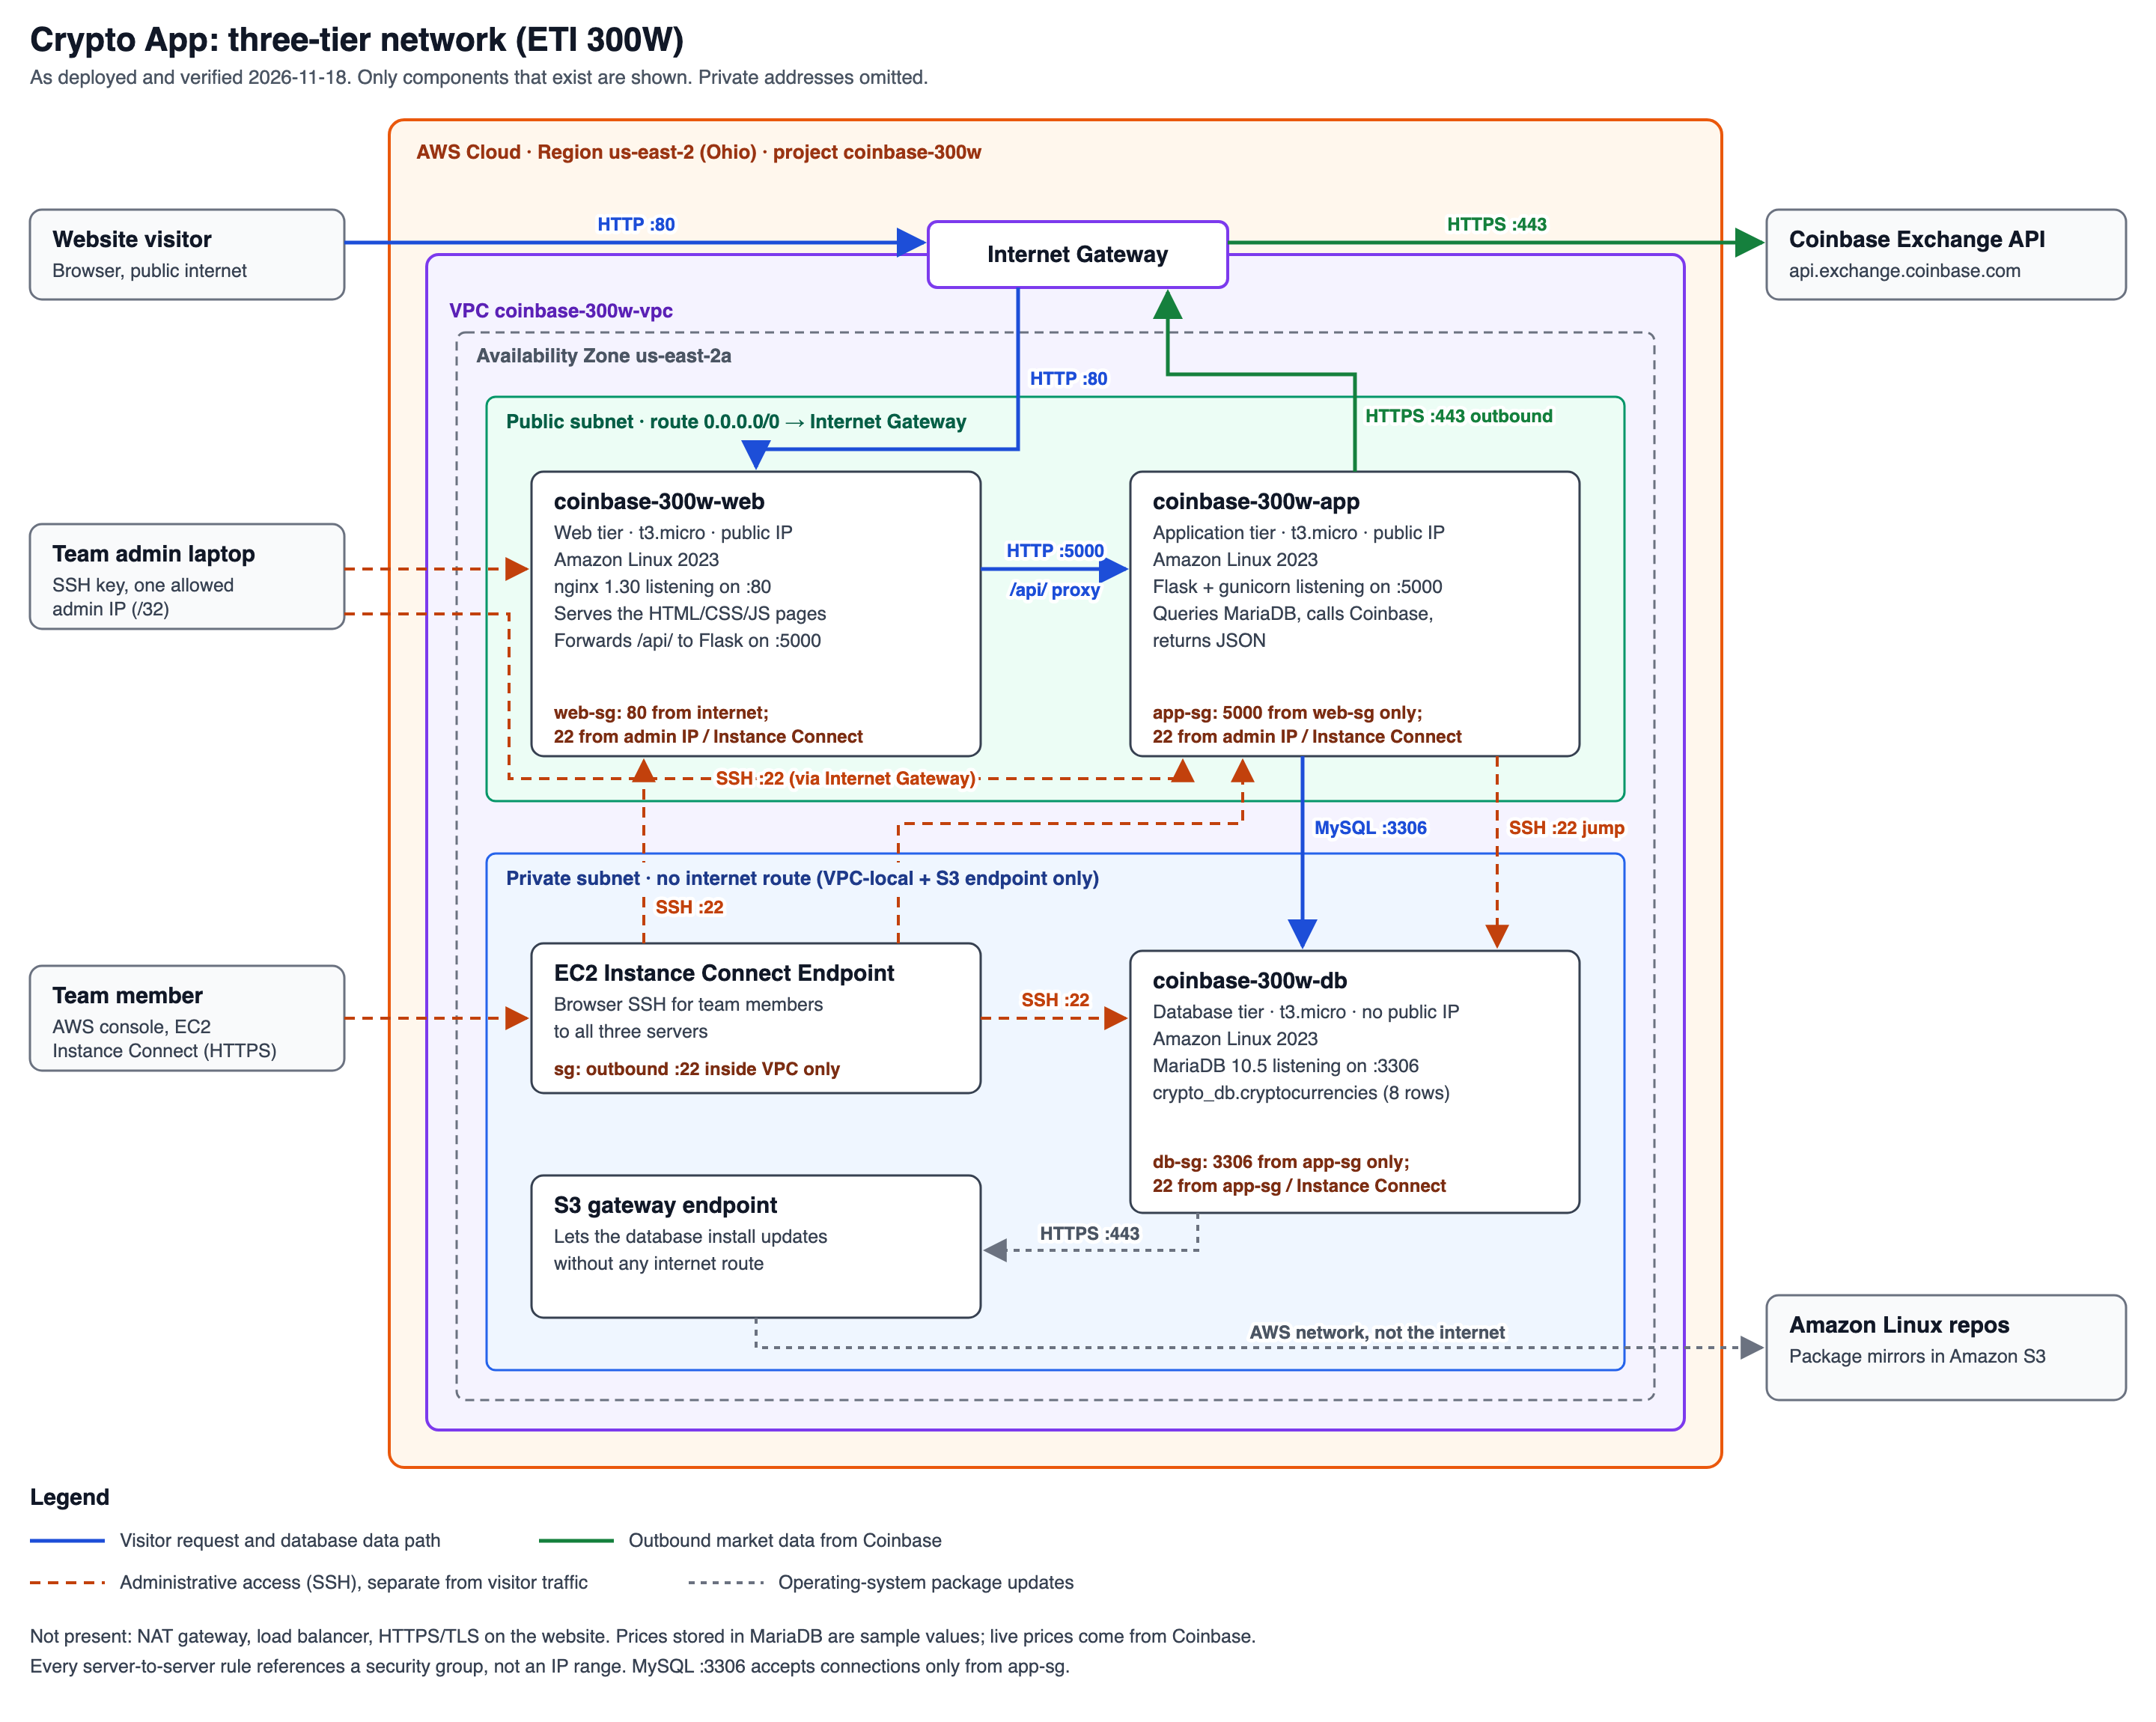 Crypto App: three-tier network (ETI 300W)
As deployed and verified 2026-11-18. Only components that exist are shown. Private addresses omitted.
AWS Cloud · Region us-east-2 (Ohio) · project coinbase-300w
Website visitor
Browser, public internet
HTTP :80
Internet Gateway
HTTPS :443
Coinbase Exchange API
api.exchange.coinbase.com
VPC coinbase-300w-vpc
Availability Zone us-east-2a
HTTP :80
HTTPS :443 outbound
Public subnet · route 0.0.0.0/0 → Internet Gateway
Team admin laptop
SSH key, one allowed
admin IP (/32)
coinbase-300w-web
Web tier · t3.micro · public IP
Amazon Linux 2023
nginx 1.30 listening on :80
Serves the HTML/CSS/JS pages
Forwards /api/ to Flask on :5000
web-sg: 80 from internet;
22 from admin IP / Instance Connect
HTTP :5000
/api/ proxy
coinbase-300w-app
Application tier · t3.micro · public IP
Amazon Linux 2023
Flask + gunicorn listening on :5000
Queries MariaDB, calls Coinbase,
returns JSON
app-sg: 5000 from web-sg only;
22 from admin IP / Instance Connect
SSH :22 (via Internet Gateway)
MySQL :3306
SSH :22 jump
Private subnet · no internet route (VPC-local + S3 endpoint only)
SSH :22
Team member
AWS console, EC2
Instance Connect (HTTPS)
EC2 Instance Connect Endpoint
Browser SSH for team members
to all three servers
sg: outbound :22 inside VPC only
SSH :22
coinbase-300w-db
Database tier · t3.micro · no public IP
Amazon Linux 2023
MariaDB 10.5 listening on :3306
crypto_db.cryptocurrencies (8 rows)
db-sg: 3306 from app-sg only;
22 from app-sg / Instance Connect
S3 gateway endpoint
Lets the database install updates
without any internet route
HTTPS :443
AWS network, not the internet
Amazon Linux repos
Package mirrors in Amazon S3
Legend
Visitor request and database data path
Outbound market data from Coinbase
Administrative access (SSH), separate from visitor traffic
Operating-system package updates
Not present: NAT gateway, load balancer, HTTPS/TLS on the website. Prices stored in MariaDB are sample values; live prices come from Coinbase.
Every server-to-server rule references a security group, not an IP range. MySQL :3306 accepts connections only from app-sg.